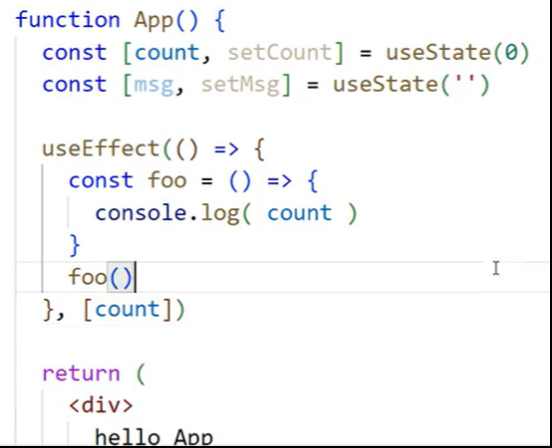 function App() {
const [count, setCount] = useState(0)
const [msg, setMsg] = useState('')
useEffect(() => {
const foo = () => {
console.log( count )
}
foo()
}, [count])
return (
<div>
hello App